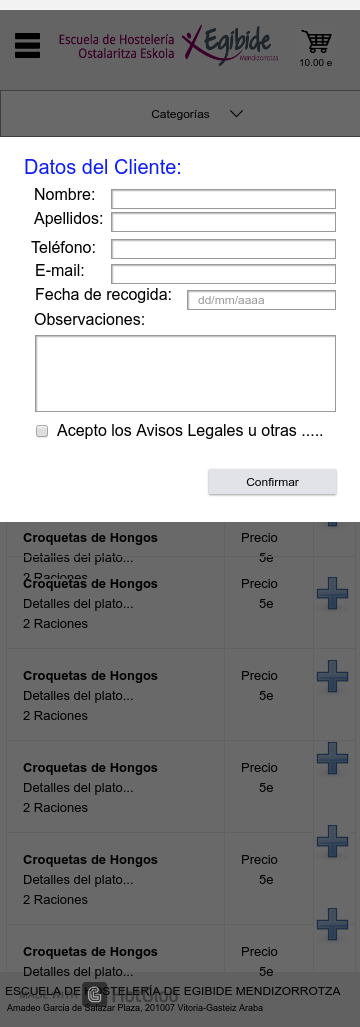 Escuela de Hostelería
Ostalaritza Eskola
Egibide
Mendizorrotza
10.00 e
Categorías
Datos del Cliente:
Nombre:
Apellidos:
Teléfono:
E-mail:
Fecha de recogida: dd/mm/aaaa
Observaciones:
Acepto los Avisos Legales u otras .....
Confirmar
Croquetas de Hongos Precio
Detalles del plato... 5e
2 Raciones
Croquetas de Hongos Precio
Detalles del plato... 5e
2 Raciones
Croquetas de Hongos Precio
Detalles del plato... 5e
2 Raciones
Croquetas de Hongos Precio
Detalles del plato... 5e
2 Raciones
Croquetas de Hongos Precio
Detalles del plato... 5e
2 Raciones
Croquetas de Hongos Precio
Detalles del plato... 5e
ESCUELA DE HOSTELERÍA DE EGIBIDE MENDIZORROTZA
MADE WITH
Amadeo Garcia de Salazar Plaza, 201007 Vitoria-Gasteiz Araba